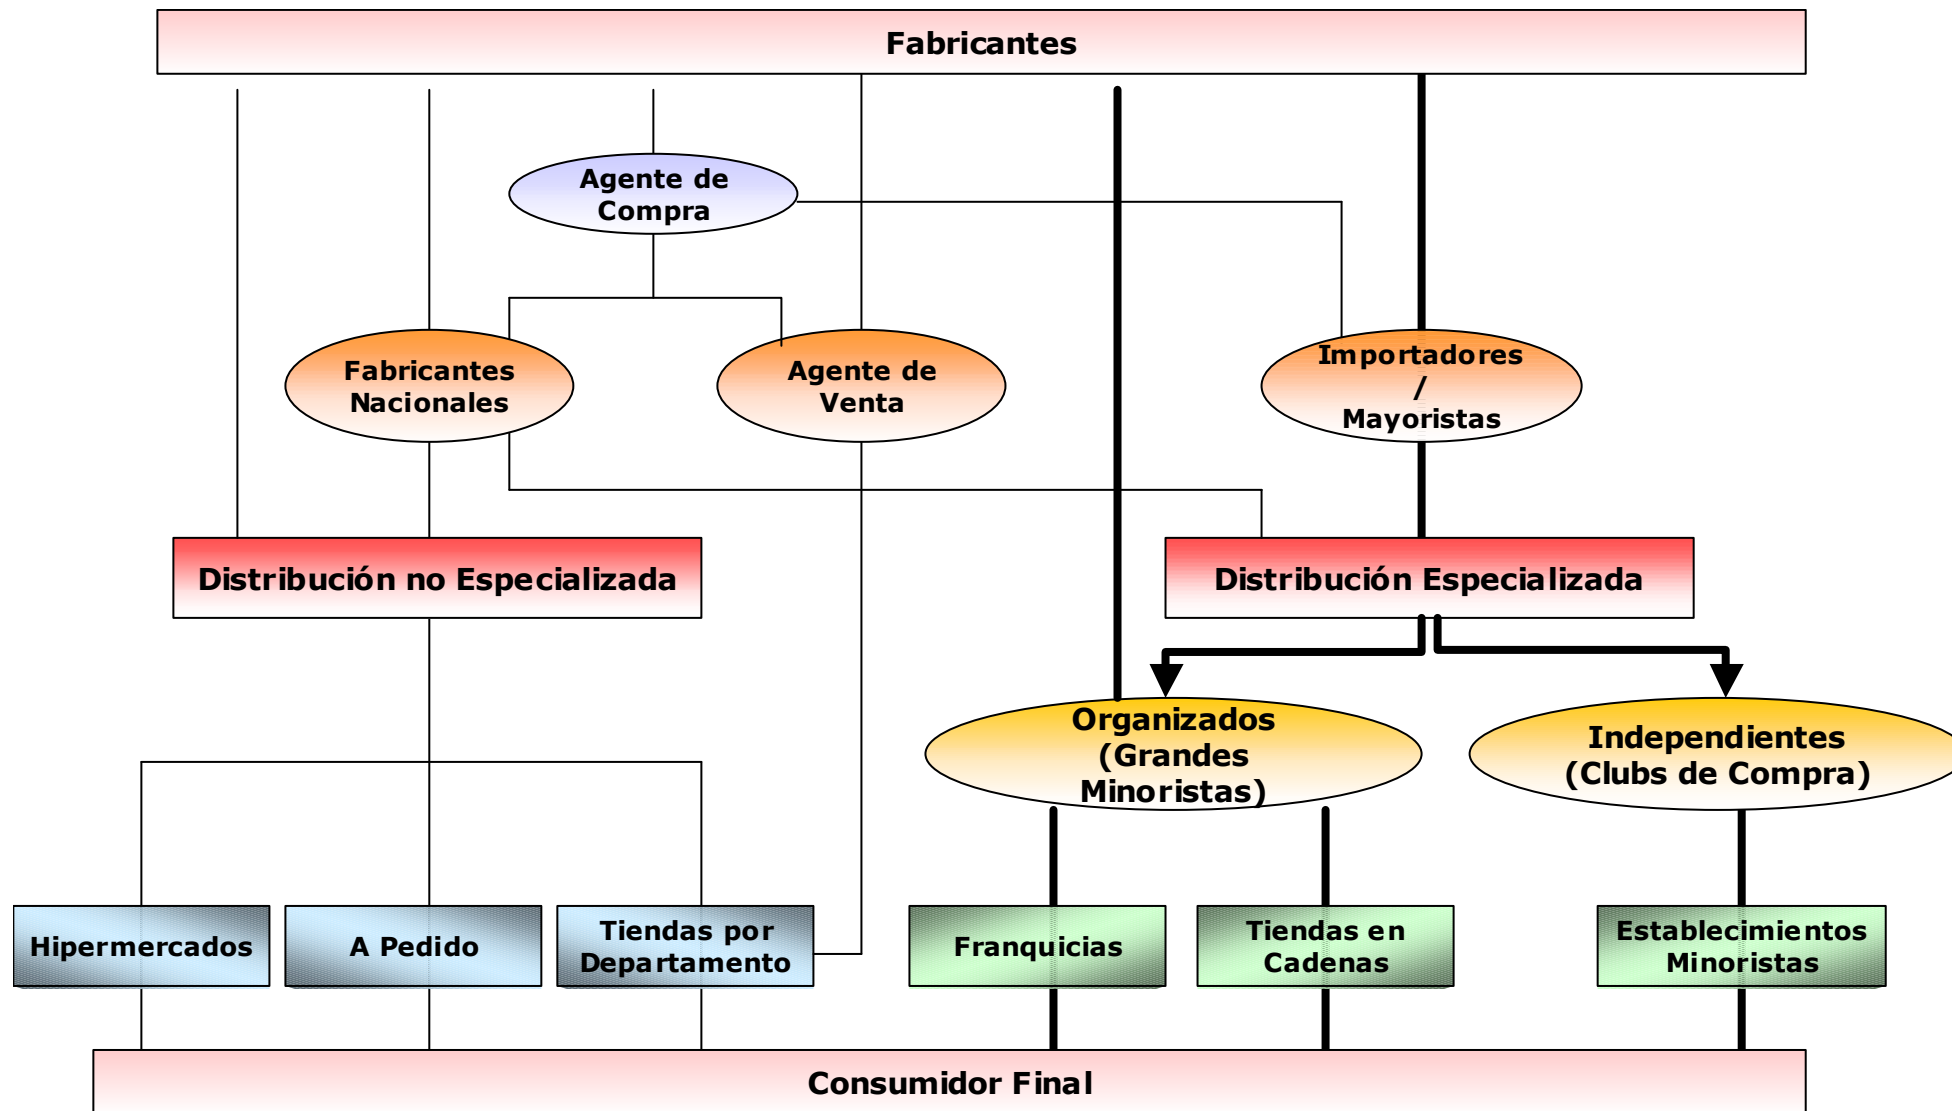 Fabricantes
Agente de
Compra
Fabricantes
Nacionales
Agente de
Venta
Importadores
/
Mayoristas
Distribución no Especializada
Distribución Especializada
Organizados
(Grandes
Minoristas)
Independientes
(Clubs de Compra)
Hipermercados
A Pedido
Tiendas por
Departamento
Franquicias
Tiendas en
Cadenas
Establecimientos
Minoristas
Consumidor Final